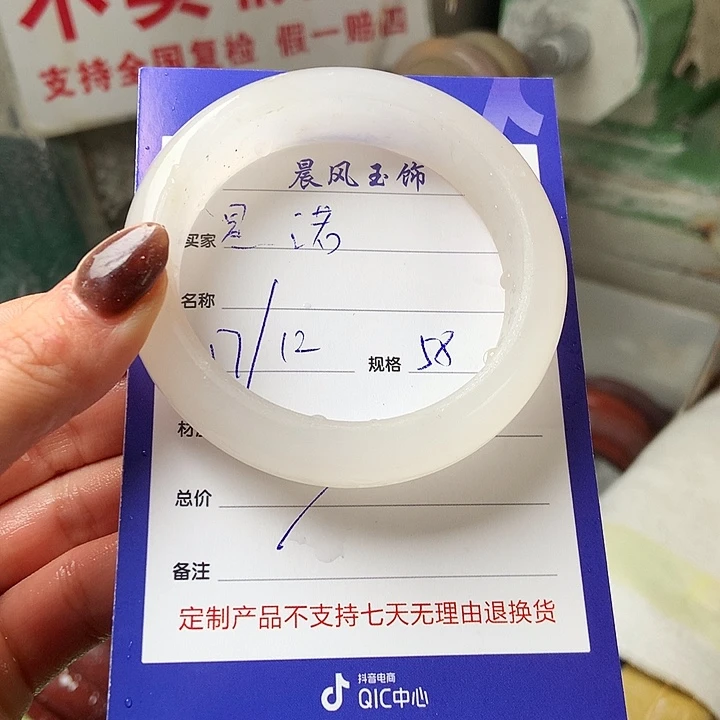 支持全国复检 假一赔四
晨风玉饰
买家 诺
名称
17/12 规格 58
总价
备注
定制产品不支持七天无理由退换货
抖音电商
QIC中心